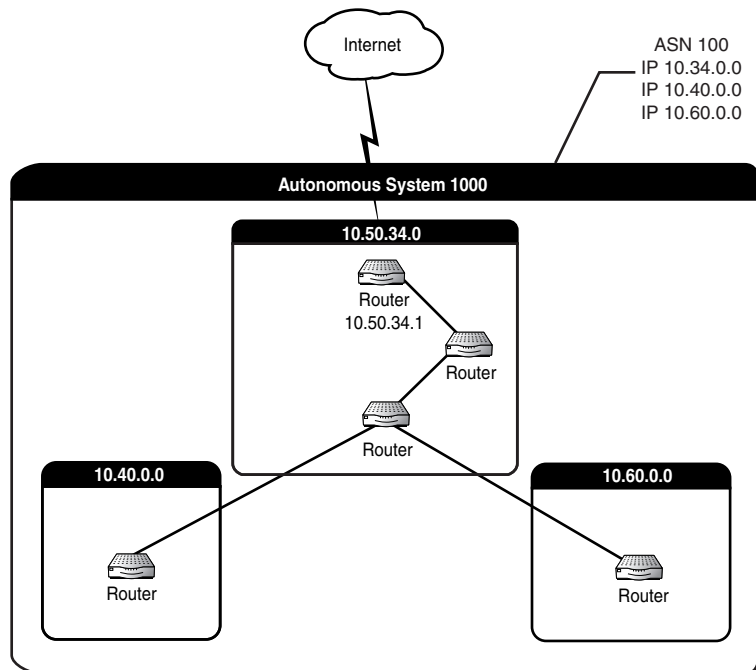 Internet
ASN 100
IP 10.34.0.0
IP 10.40.0.0
IP 10.60.0.0
Autonomous System 1000
10.50.34.0
Router
10.50.34.1
Router
Router
10.40.0.0
10.60.0.0
Router
Router